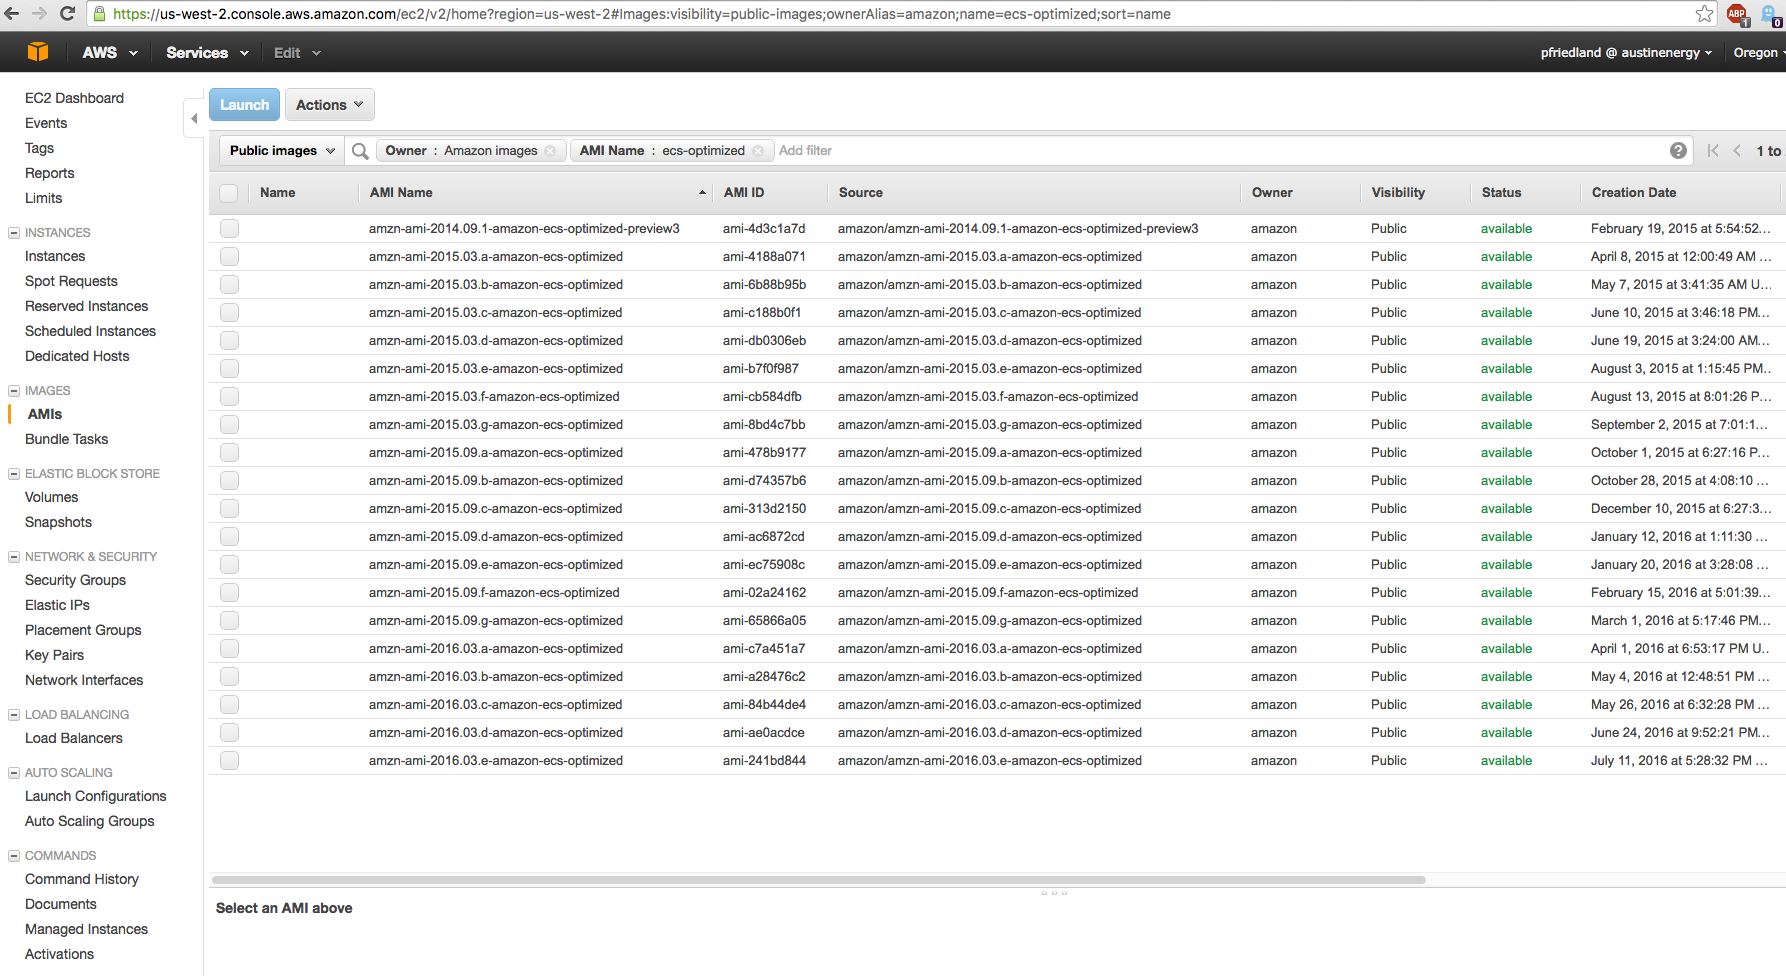 https://us-west-2.console.aws.amazon.com/ec2/v2/home?region=us-west-2#Images:visibility=public-images;ownerAlias=amazon;name=ecs-optimized;sort=name ABP 1 0
AWS Services Edit pfriedland @ austinenergy Oregon
EC2 Dashboard
Events
Tags
Reports
Limits
INSTANCES
Instances
Spot Requests
Reserved Instances
Scheduled Instances
Dedicated Hosts
IMAGES
AMIs
Bundle Tasks
ELASTIC BLOCK STORE
Volumes
Snapshots
NETWORK & SECURITY
Security Groups
Elastic IPs
Placement Groups
Key Pairs
Network Interfaces
LOAD BALANCING
Load Balancers
AUTO SCALING
Launch Configurations
Auto Scaling Groups
COMMANDS
Command History
Documents
Managed Instances
Activations
Launch Actions
Public images Owner : Amazon images AMI Name : ecs-optimized Add filter ? 1 to
Name AMI Name AMI ID Source Owner Visibility Status Creation Date
amzn-ami-2014.09.1-amazon-ecs-optimized-preview3 ami-4d3c1a7d amazon/amzn-ami-2014.09.1-amazon-ecs-optimized-preview3 amazon Public available February 19, 2015 at 5:54:52...
amzn-ami-2015.03.a-amazon-ecs-optimized ami-4188a071 amazon/amzn-ami-2015.03.a-amazon-ecs-optimized amazon Public available April 8, 2015 at 12:00:49 AM ...
amzn-ami-2015.03.b-amazon-ecs-optimized ami-6b88b95b amazon/amzn-ami-2015.03.b-amazon-ecs-optimized amazon Public available May 7, 2015 at 3:41:35 AM U...
amzn-ami-2015.03.c-amazon-ecs-optimized ami-c188b0f1 amazon/amzn-ami-2015.03.c-amazon-ecs-optimized amazon Public available June 10, 2015 at 3:46:18 PM...
amzn-ami-2015.03.d-amazon-ecs-optimized ami-db0306eb amazon/amzn-ami-2015.03.d-amazon-ecs-optimized amazon Public available June 19, 2015 at 3:24:00 AM...
amzn-ami-2015.03.e-amazon-ecs-optimized ami-b7f0f987 amazon/amzn-ami-2015.03.e-amazon-ecs-optimized amazon Public available August 3, 2015 at 1:15:45 PM..
amzn-ami-2015.03.f-amazon-ecs-optimized ami-cb584dfb amazon/amzn-ami-2015.03.f-amazon-ecs-optimized amazon Public available August 13, 2015 at 8:01:26 P...
amzn-ami-2015.03.g-amazon-ecs-optimized ami-8bd4c7bb amazon/amzn-ami-2015.03.g-amazon-ecs-optimized amazon Public available September 2, 2015 at 7:01:1...
amzn-ami-2015.09.a-amazon-ecs-optimized ami-478b9177 amazon/amzn-ami-2015.09.a-amazon-ecs-optimized amazon Public available October 1, 2015 at 6:27:16 P...
amzn-ami-2015.09.b-amazon-ecs-optimized ami-d74357b6 amazon/amzn-ami-2015.09.b-amazon-ecs-optimized amazon Public available October 28, 2015 at 4:08:10 ...
amzn-ami-2015.09.c-amazon-ecs-optimized ami-313d2150 amazon/amzn-ami-2015.09.c-amazon-ecs-optimized amazon Public available December 10, 2015 at 6:27:3...
amzn-ami-2015.09.d-amazon-ecs-optimized ami-ac6872cd amazon/amzn-ami-2015.09.d-amazon-ecs-optimized amazon Public available January 12, 2016 at 1:11:30 ...
amzn-ami-2015.09.e-amazon-ecs-optimized ami-ec75908c amazon/amzn-ami-2015.09.e-amazon-ecs-optimized amazon Public available January 20, 2016 at 3:28:08 ...
amzn-ami-2015.09.f-amazon-ecs-optimized ami-02a24162 amazon/amzn-ami-2015.09.f-amazon-ecs-optimized amazon Public available February 15, 2016 at 5:01:39...
amzn-ami-2015.09.g-amazon-ecs-optimized ami-65866a05 amazon/amzn-ami-2015.09.g-amazon-ecs-optimized amazon Public available March 1, 2016 at 5:17:46 PM...
amzn-ami-2016.03.a-amazon-ecs-optimized ami-c7a451a7 amazon/amzn-ami-2016.03.a-amazon-ecs-optimized amazon Public available April 1, 2016 at 6:53:17 PM U..
amzn-ami-2016.03.b-amazon-ecs-optimized ami-a28476c2 amazon/amzn-ami-2016.03.b-amazon-ecs-optimized amazon Public available May 4, 2016 at 12:48:51 PM ...
amzn-ami-2016.03.c-amazon-ecs-optimized ami-84b44de4 amazon/amzn-ami-2016.03.c-amazon-ecs-optimized amazon Public available May 26, 2016 at 6:32:28 PM ...
amzn-ami-2016.03.d-amazon-ecs-optimized ami-ae0acdce amazon/amzn-ami-2016.03.d-amazon-ecs-optimized amazon Public available June 24, 2016 at 9:52:21 PM...
amzn-ami-2016.03.e-amazon-ecs-optimized ami-241bd844 amazon/amzn-ami-2016.03.e-amazon-ecs-optimized amazon Public available July 11, 2016 at 5:28:32 PM ...
Select an AMI above